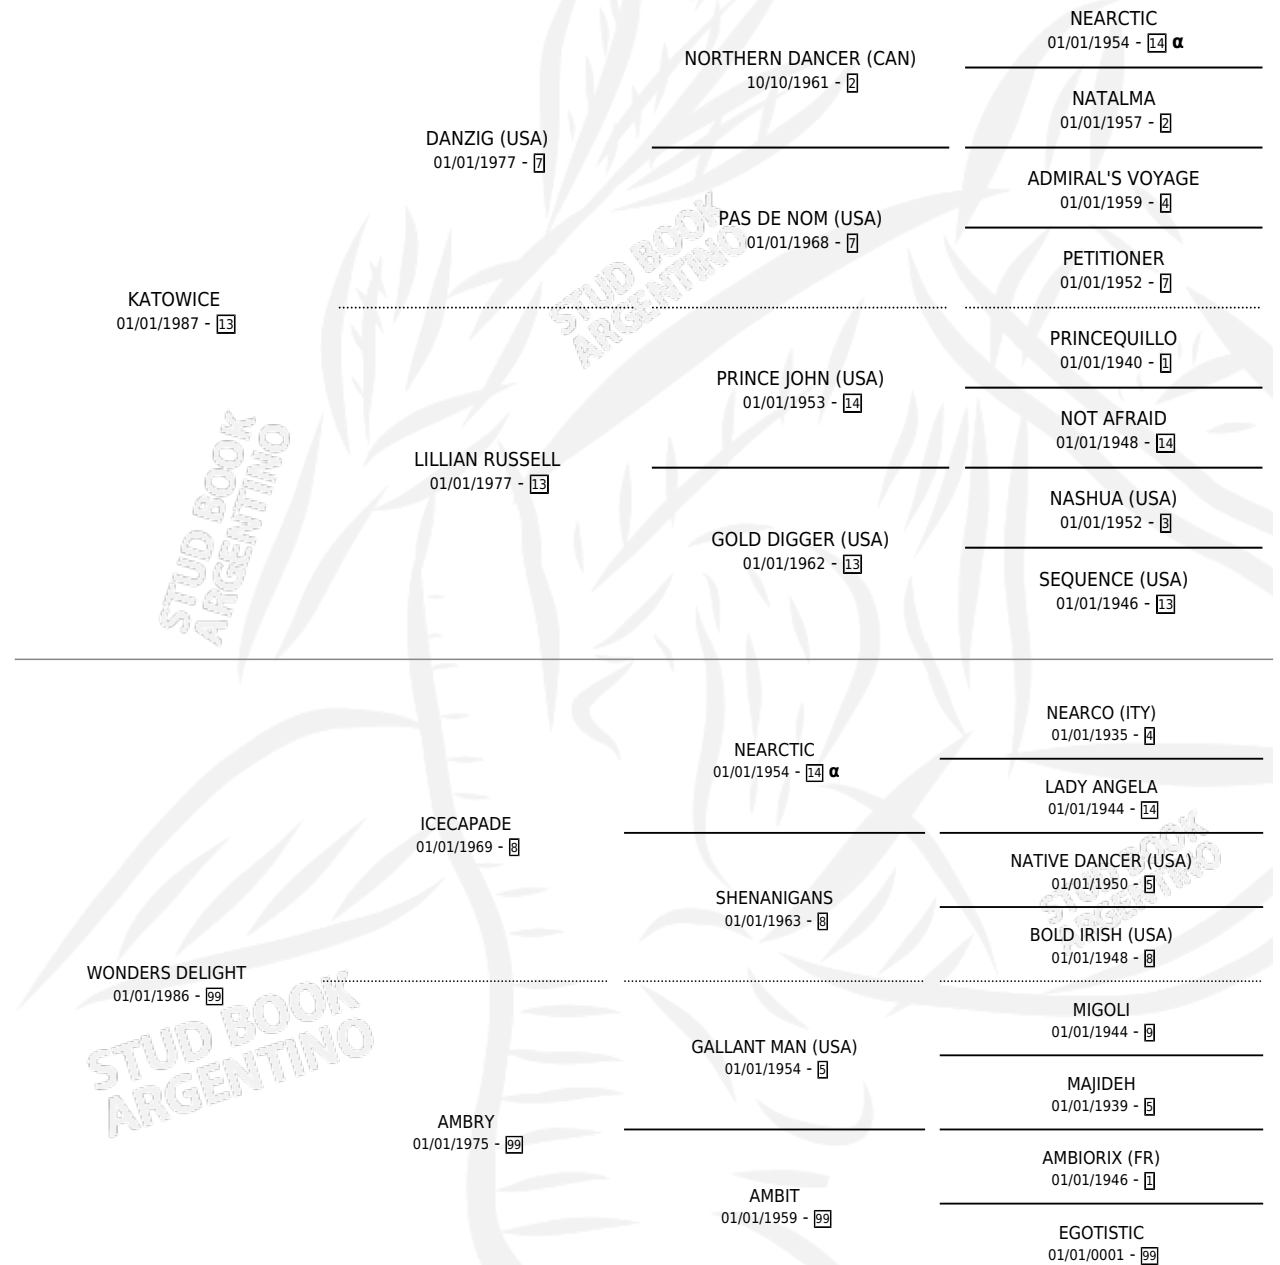 NEARCTIC
01/01/1954 - 14 α
NORTHERN DANCER (CAN)
10/10/1961 - 2
NATALMA
01/01/1957 - 2
DANZIG (USA)
01/01/1977 - 7
ADMIRAL'S VOYAGE
01/01/1959 - 4
PAS DE NOM (USA)
01/01/1968 - 7
PETITIONER
01/01/1952 - 7
KATOWICE
01/01/1987 - 13
PRINCEQUILLO
01/01/1940 - 1
PRINCE JOHN (USA)
01/01/1953 - 14
NOT AFRAID
01/01/1948 - 14
LILLIAN RUSSELL
01/01/1977 - 13
NASHUA (USA)
01/01/1952 - 3
GOLD DIGGER (USA)
01/01/1962 - 13
SEQUENCE (USA)
01/01/1946 - 13
STUD BOOK
ARGENTINO
STUD BOOK
ARGENTINO
NEARCO (ITY)
01/01/1935 - 4
NEARCTIC
01/01/1954 - 14 α
LADY ANGELA
01/01/1944 - 14
ICECAPADE
01/01/1969 - 8
NATIVE DANCER (USA)
01/01/1950 - 5
SHENANIGANS
01/01/1963 - 8
BOLD IRISH (USA)
01/01/1948 - 8
WONDERS DELIGHT
01/01/1986 - 99
MIGOLI
01/01/1944 - 9
GALLANT MAN (USA)
01/01/1954 - 5
MAJIDEH
01/01/1939 - 5
AMBRY
01/01/1975 - 99
AMBIORIX (FR)
01/01/1946 - 1
AMBIT
01/01/1959 - 99
EGOTISTIC
01/01/0001 - 99
STUD BOOK
ARGENTINO
STUD BOOK
ARGENTINO